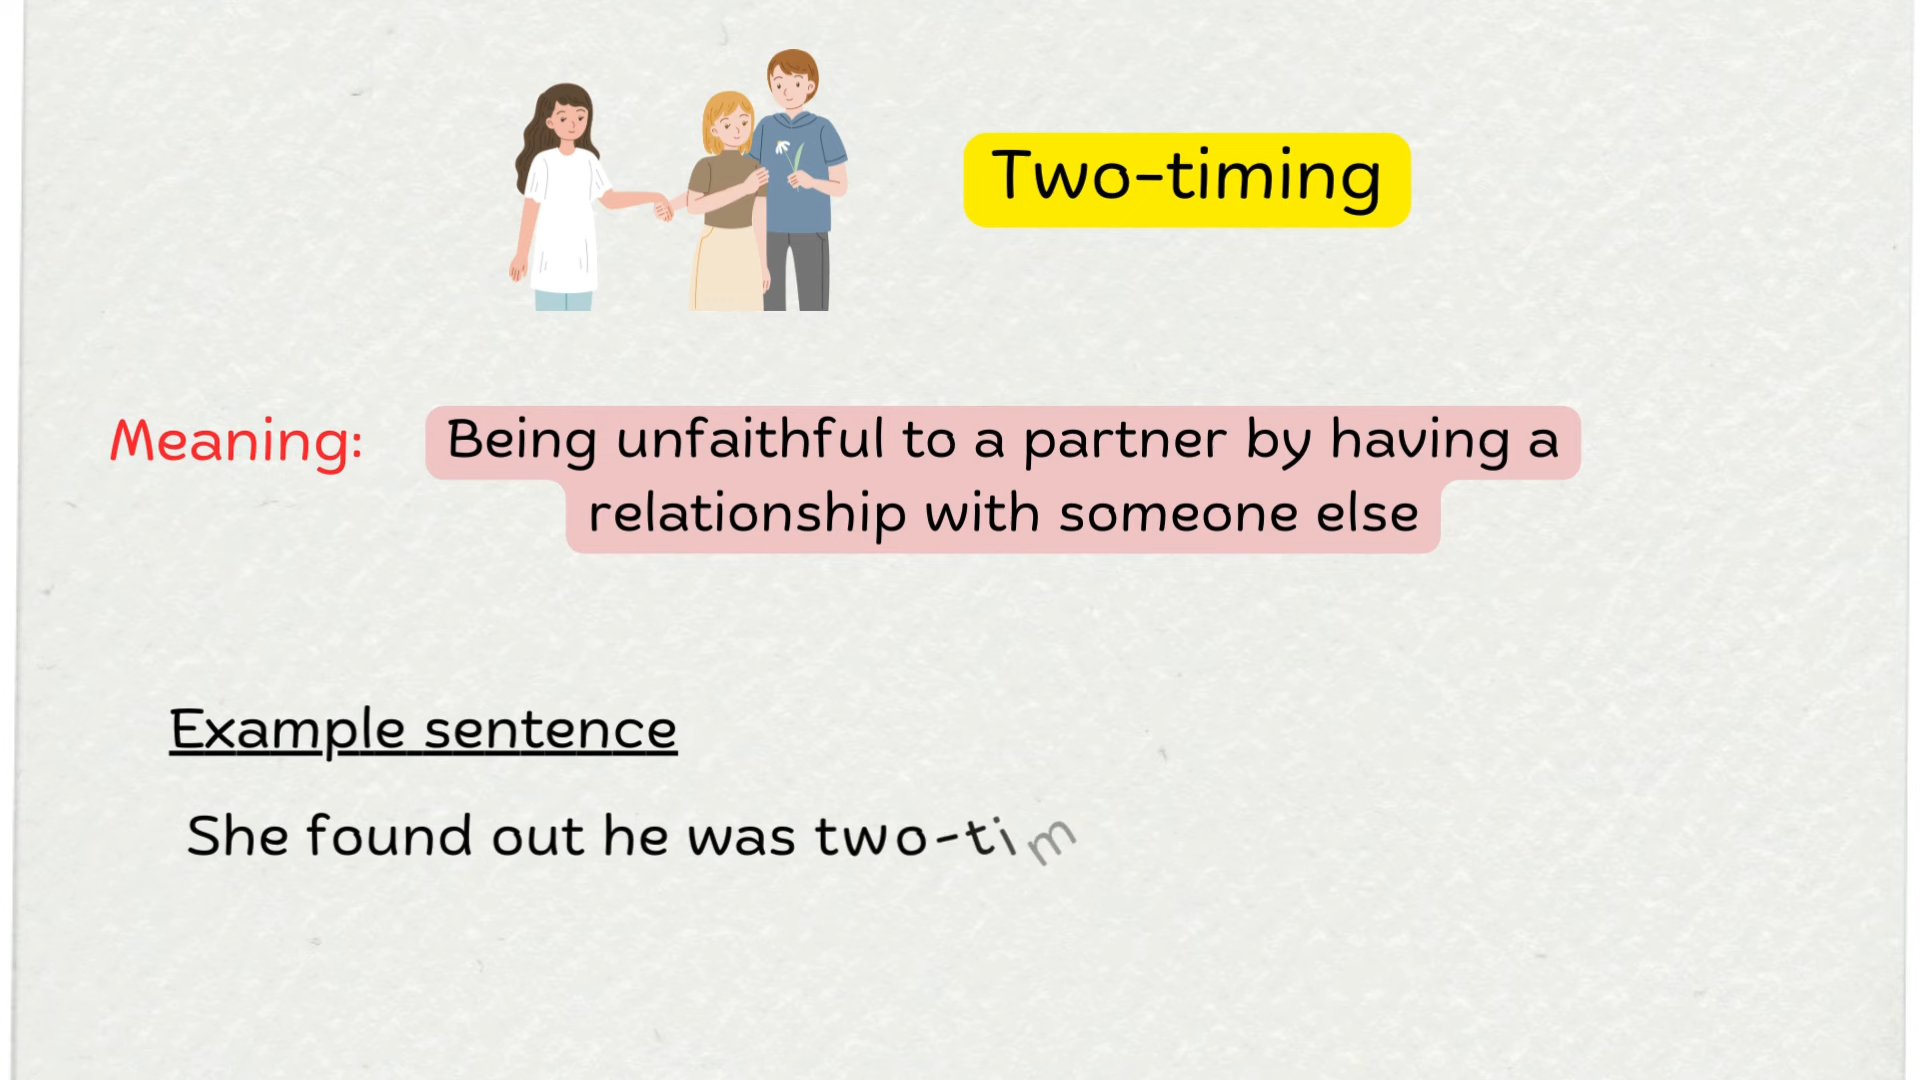 Two-timing
Meaning:
Being unfaithful to a partner by having a
relationship with someone else
Example sentence
She found out he was two-tim